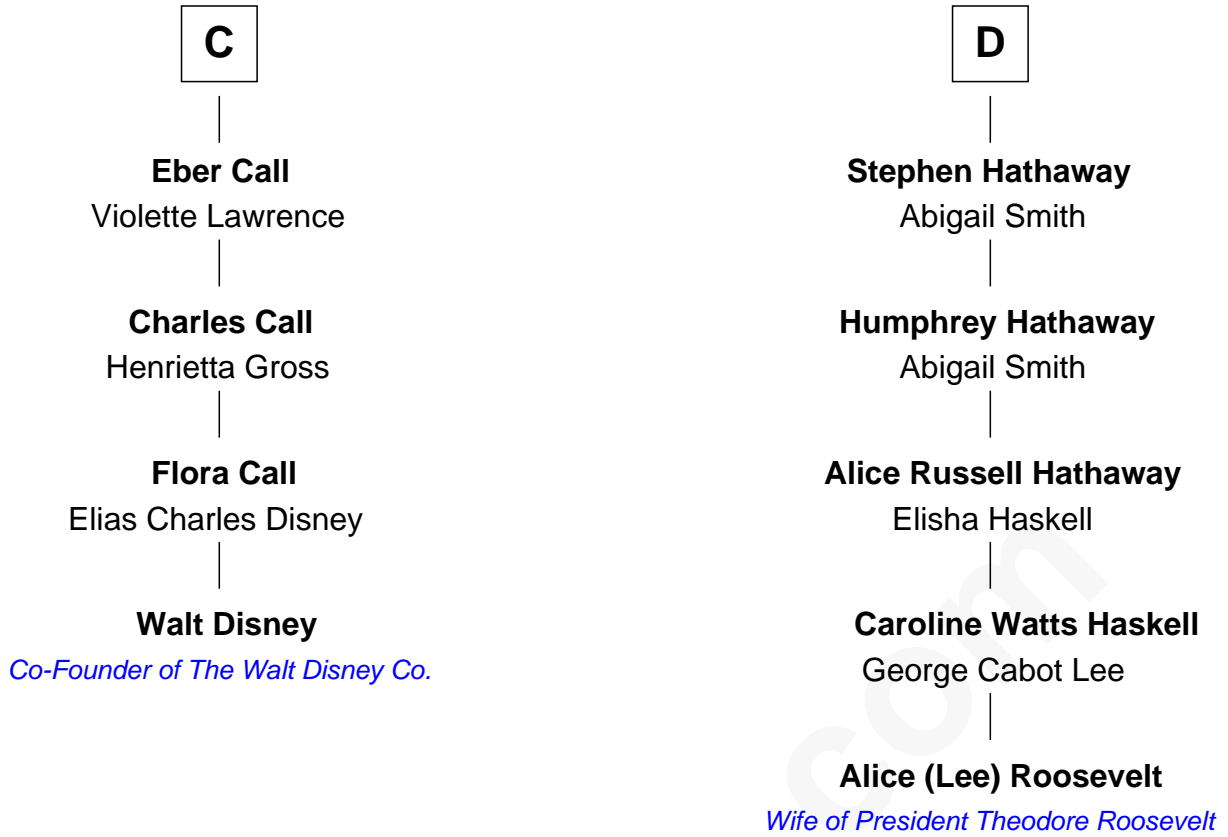 C
Eber Call
Violette Lawrence
Charles Call
Henrietta Gross
Flora Call
Elias Charles Disney
Walt Disney
Co-Founder of The Walt Disney Co.
D
Stephen Hathaway
Abigail Smith
Humphrey Hathaway
Abigail Smith
Alice Russell Hathaway
Elisha Haskell
Caroline Watts Haskell
George Cabot Lee
Alice (Lee) Roosevelt
Wife of President Theodore Roosevelt
com